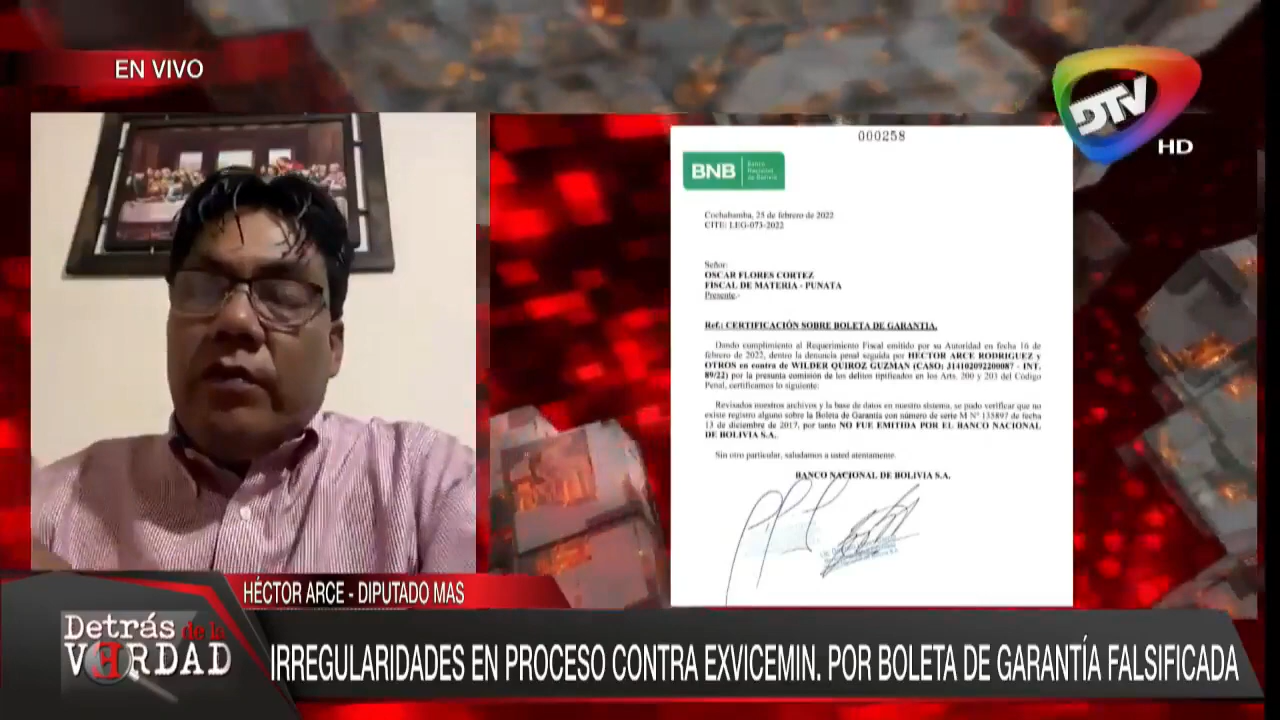 EN VIVO
DTV
HD
000258
BNB
Banco
Nacional
de Bolivia
Cochabamba, 25 de febrero de 2022
CITE: LEG-073-2022
Señor:
OSCAR FLORES CORTEZ
FISCAL DE MATERIA - PUNATA
Presente.-
Ref.: CERTIFICACIÓN SOBRE BOLETA DE GARANTIA.
Dando cumplimiento al Requerimiento Fiscal emitido por su Autoridad en fecha 16 de
febrero de 2022, dentro la denuncia penal seguida por HECTOR ARCE RODRIGUEZ y
OTROS en contra de WILDER QUIROZ GUZMAN (CASO: 314102092200087 - INT.
89/22) por la presunta comisión de los delitos tipificados en los Arts. 200 y 203 del Código
Penal, certificamos lo siguiente:
Revisados nuestros archivos y la base de datos en nuestro sistema, se pudo verificar que no
existe registro alguno sobre la Boleta de Garantía con número de serie M N° 135897 de fecha
13 de diciembre de 2017, por tanto NO FUE EMITIDA POR EL BANCO NACIONAL
DE BOLIVIA S.A.
Sin otro particular, saludamos a usted atentamente.
BANCO NACIONAL DE BOLIVIA S.A.
HÉCTOR ARCE - DIPUTADO MAS
Detrás de la
VERDAD
IRREGULARIDADES EN PROCESO CONTRA EXVICEMIN. POR BOLETA DE GARANTÍA FALSIFICADA